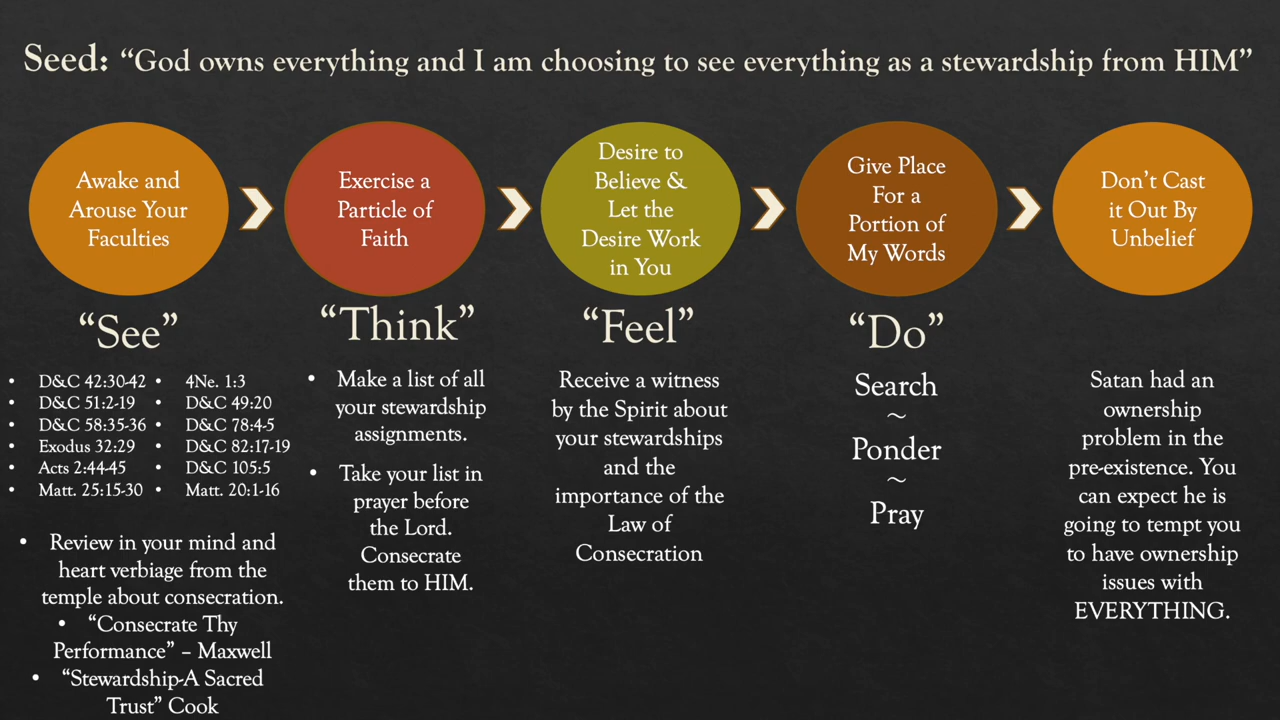 Seed: “God owns everything and I am choosing to see everything as a stewardship from HIM”
Awake and
Arouse Your
Faculties
Exercise a
Particle of
Faith
Desire to
Believe &
Let the
Desire Work
in You
Give Place
For a
Portion of
My Words
Don’t Cast
it Out By
Unbelief
“See”
• D&C 42:30-42
• D&C 51:2-19
• D&C 58:35-36
• Exodus 32:29
• Acts 2:44-45
• Matt. 25:15-30
• 4Ne. 1:3
• D&C 49:20
• D&C 78:4-5
• D&C 82:17-19
• D&C 105:5
• Matt. 20:1-16
• Review in your mind and
heart verbiage from the
temple about consecration.
• “Consecrate Thy
Performance” – Maxwell
• “Stewardship-A Sacred
Trust” Cook
“Think”
• Make a list of all
your stewardship
assignments.
• Take your list in
prayer before
the Lord.
Consecrate
them to HIM.
“Feel”
Receive a witness
by the Spirit about
your stewardships
and the
importance of the
Law of
Consecration
“Do”
Search
~
Ponder
~
Pray
Satan had an
ownership
problem in the
pre-existence. You
can expect he is
going to tempt you
to have ownership
issues with
EVERYTHING.